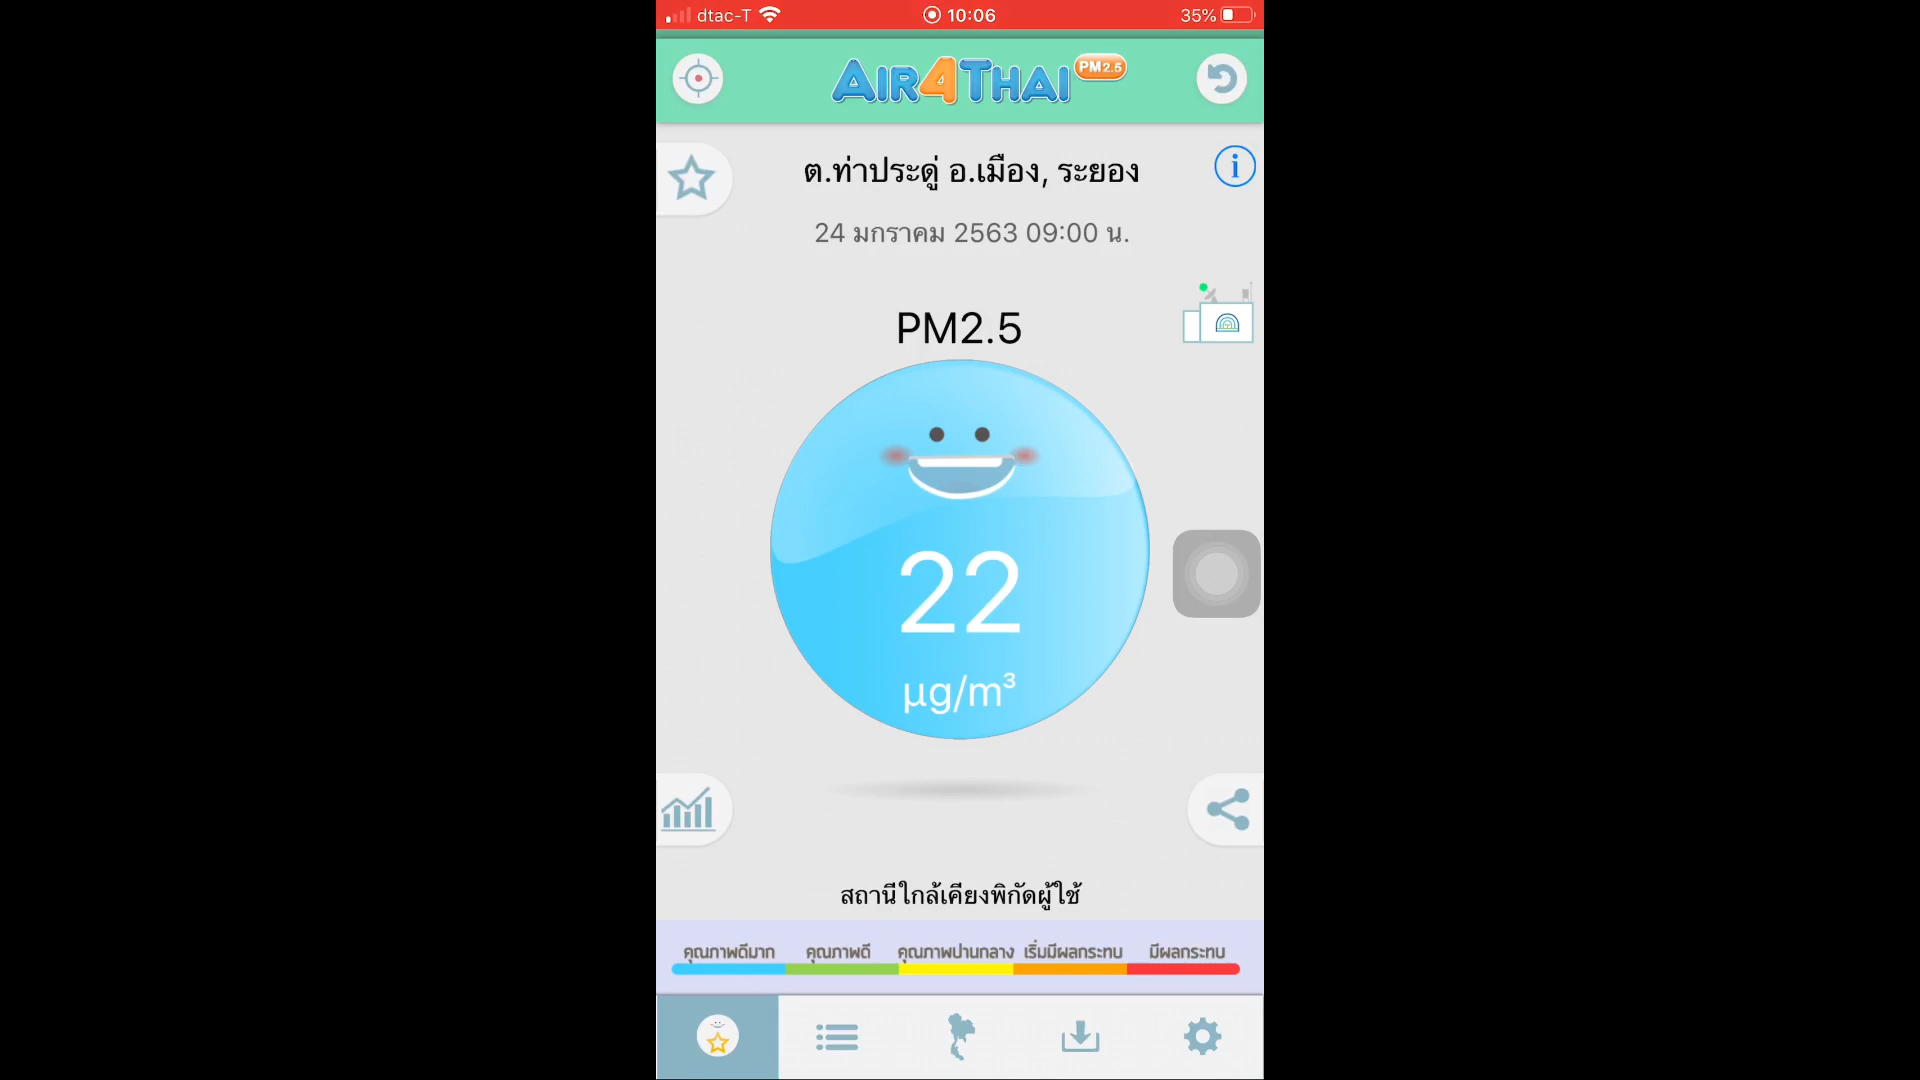 dtac-T 10:06 35%
AIR4THAI PM2.5
ต.ท่าประดู่ อ.เมือง, ระยอง
24 มกราคม 2563 09:00 น.
PM2.5
22
µg/m³
สถานีใกล้เคียงพิกัดผู้ใช้
คุณภาพดีมาก คุณภาพดี คุณภาพปานกลาง เริ่มมีผลกระทบ มีผลกระทบ